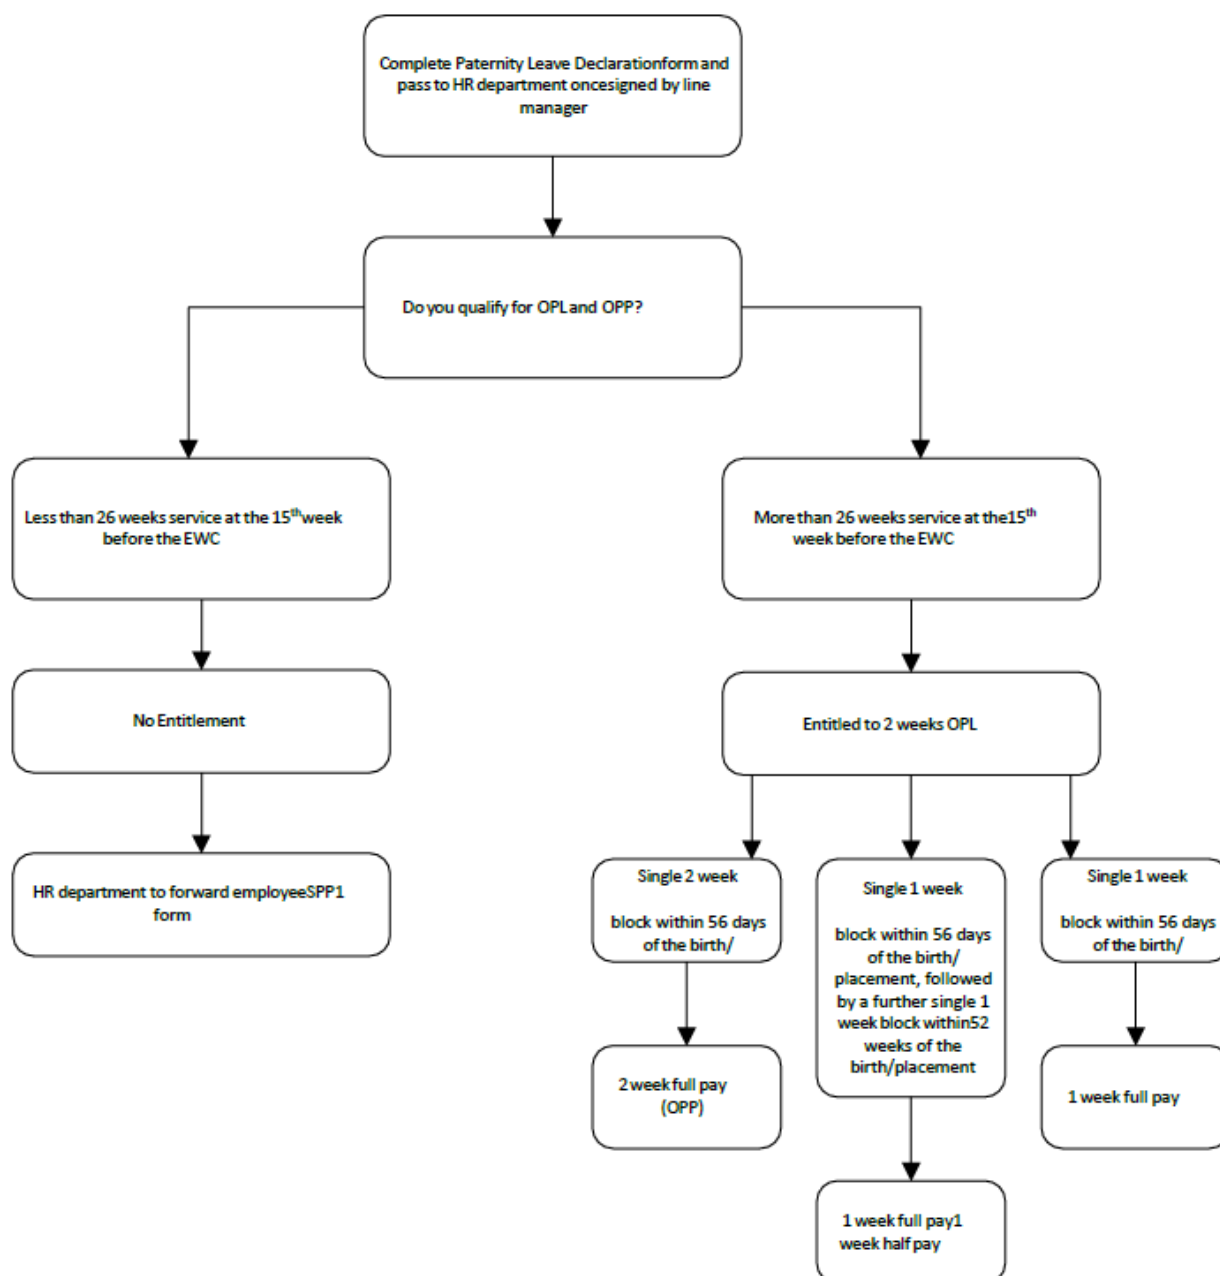 Complete Paternity Leave Declarationform and
pass to HR department oncesigned by line
manager
Do you qualify for OPLand OPP?
Less than 26 weeks service at the 15thweek
before the EWC
More than 26 weeks service at the15th
week before the EWC
No Entitlement
Entitled to 2 weeks OPL
HR department to forward employeeSPP1
form
Single 2 week
block within 56 days
of the birth/
Single 1 week
block within 56 days
of the birth/
placement, followed
by a further single 1
week block within52
weeks of the
birth/placement
Single 1 week
block within 56 days
of the birth/
2 week full pay
(OPP)
1 week full pay
1 week full pay1
week half pay